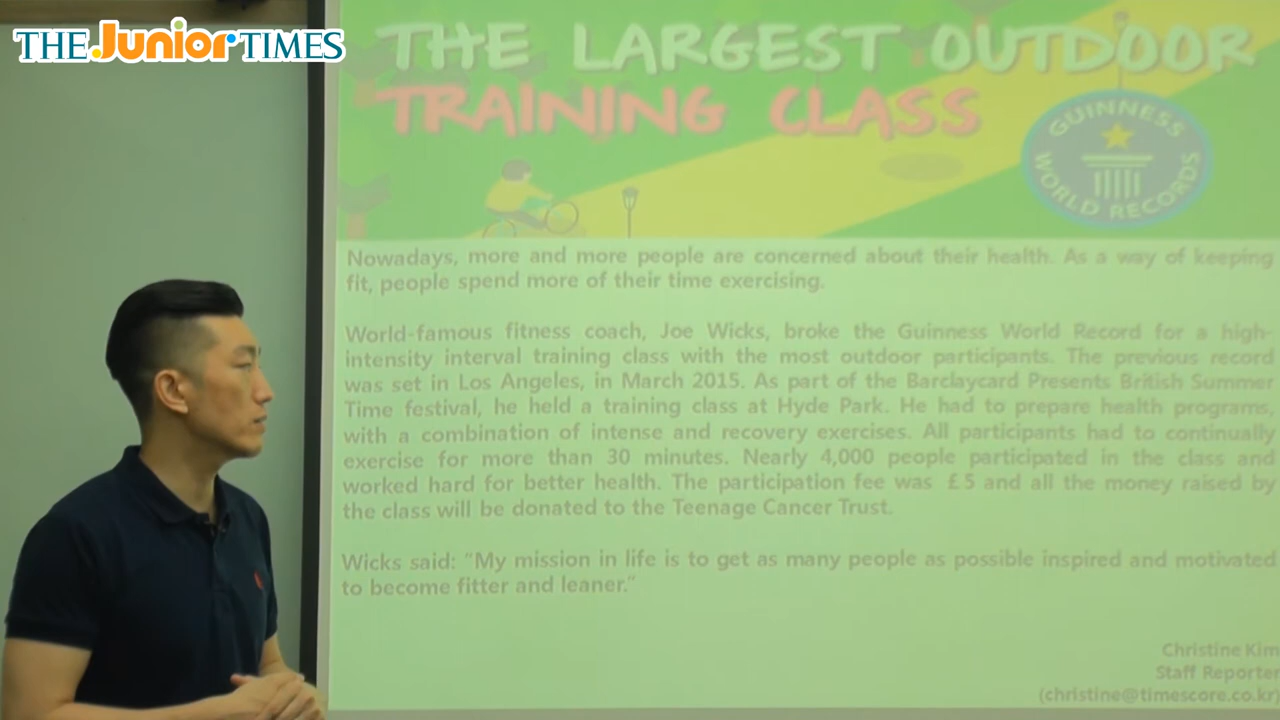 THE Junior TIMES
THE LARGEST OUTDOOR
TRAINING CLASS
GUINNESS
WORLD RECORDS
Nowadays, more and more people are concerned about their health. As a way of keeping
fit, people spend more of their time exercising.
World-famous fitness coach, Joe Wicks, broke the Guinness World Record for a high-
intensity interval training class with the most outdoor participants. The previous record
was set in Los Angeles, in March 2015. As part of the Barclaycard Presents British Summer
Time festival, he held a training class at Hyde Park. He had to prepare health programs,
with a combination of intense and recovery exercises. All participants had to continually
exercise for more than 30 minutes. Nearly 4,000 people participated in the class and
worked hard for better health. The participation fee was £5 and all the money raised by
the class will be donated to the Teenage Cancer Trust.
Wicks said: "My mission in life is to get as many people as possible inspired and motivated
to become fitter and leaner."
Christine Kim
Staff Reporter
(christine@timescore.co.kr)